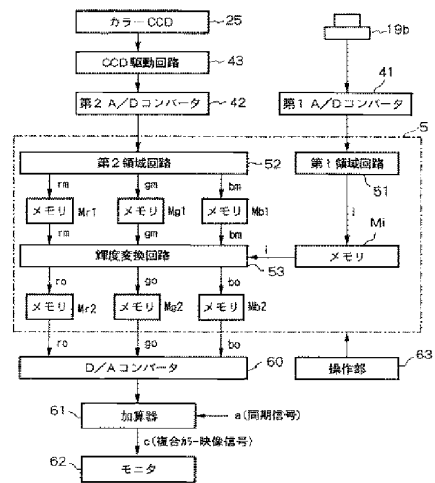 カラーCCD
25
19b
CCD駆動回路
43
41
第2 A/Dコンバータ
42
第1 A/Dコンバータ
5
第2領域回路
52
第1領域回路
51
rm
gm
bm
i
メモリ
Mr1
メモリ
Mg1
メモリ
Mb1
Mi
rm
gm
bm
輝度変換回路
53
i
メモリ
ro
go
bo
メモリ
Mr2
メモリ
Mg2
メモリ
Mb2
ro
go
bo
D/Aコンバータ
60
操作部
63
61
加算器
a(同期信号)
c(複合カラー映像信号)
62
モニタ